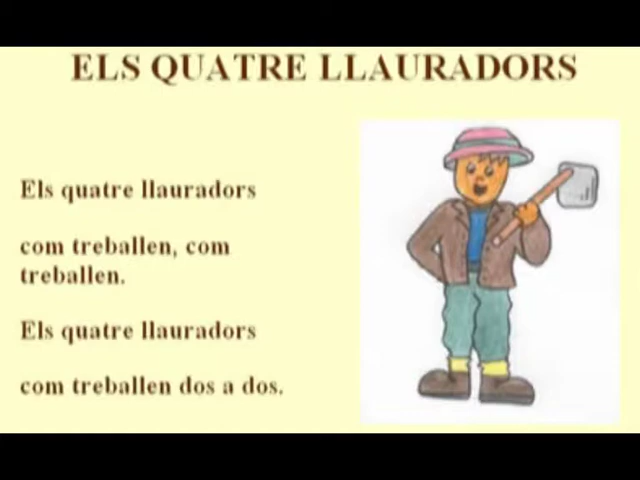 ELS QUATRE LLAURADORS
Els quatre llauradors
com treballen, com
treballen.
Els quatre llauradors
com treballen dos a dos.